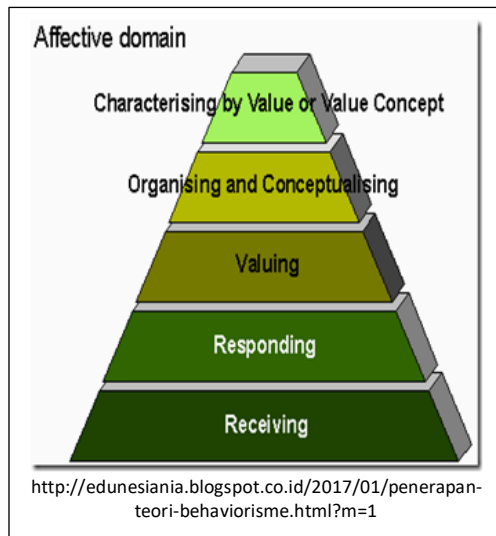 Affective domain
Characterising by Value or Value Concept
Organising and Conceptualising
Valuing
Responding
Receiving
http://edunesiania.blogspot.co.id/2017/01/penerapan-
teori-behaviorisme.html?m=1